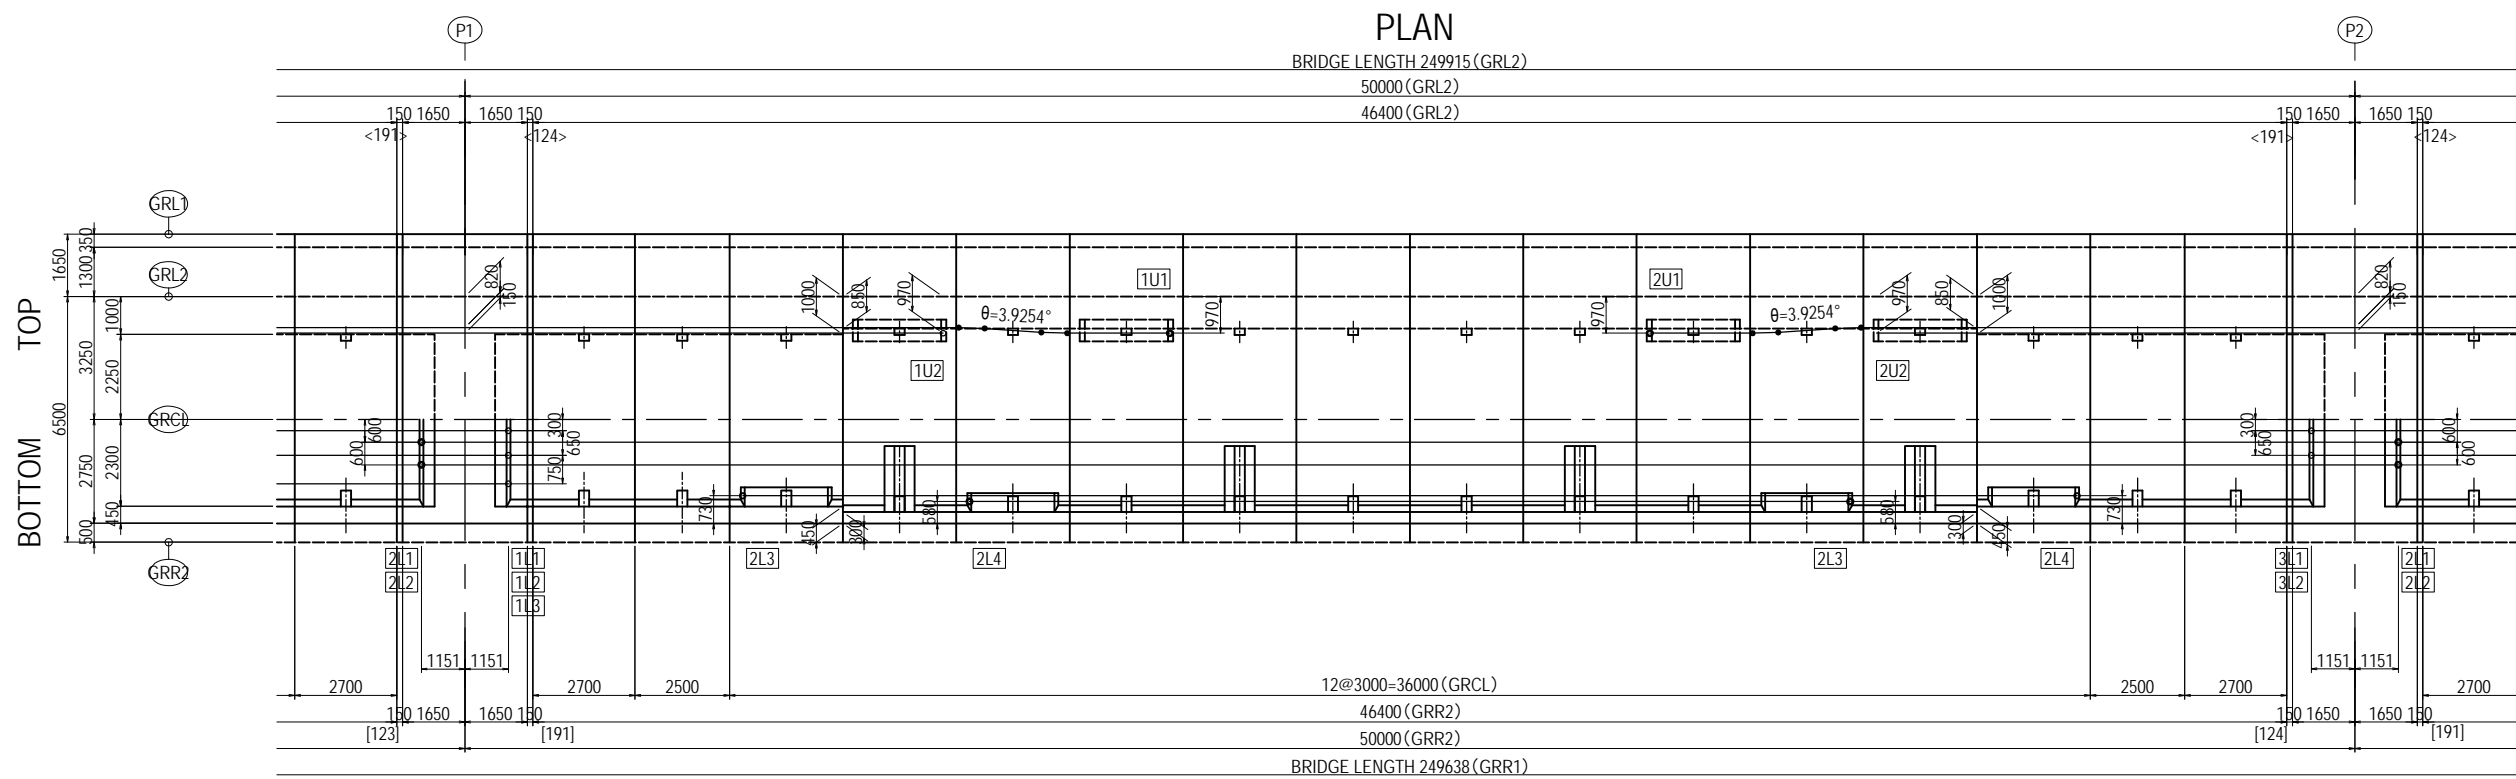 PLAN
P1
P2
BRIDGE LENGTH 249915(GRL2)
50000(GRL2)
150 1650 1650 150 46400(GRL2) 150 1650 1650 150
<191> <124> <191> <124>
GRL1
GRL2
GRCL
GRR2
TOP
BOTTOM
1650
6500
350
1300
3250
2750
500
1000
2250
2300
450
820
150
1000
850
970
1U1
970
θ=3.9254°
1U2
970
2U1
θ=3.9254°
970
850
1000
2U2
820
150
600
600
300
650
750
730
450
300
580
580
300
450
730
300
650
600
600
2L1
2L2
1L1
1L2
1L3
2L3
2L4
2L3
2L4
3L1
3L2
2L1
2L2
1151 1151 1151 1151
2700 2700 2500 12@3000=36000(GRCL) 2500 2700 2700
150 1650 1650 150 46400(GRR2) 150 1650 1650 150
[123] [191] [124] [191]
50000(GRR2)
BRIDGE LENGTH 249638(GRR1)